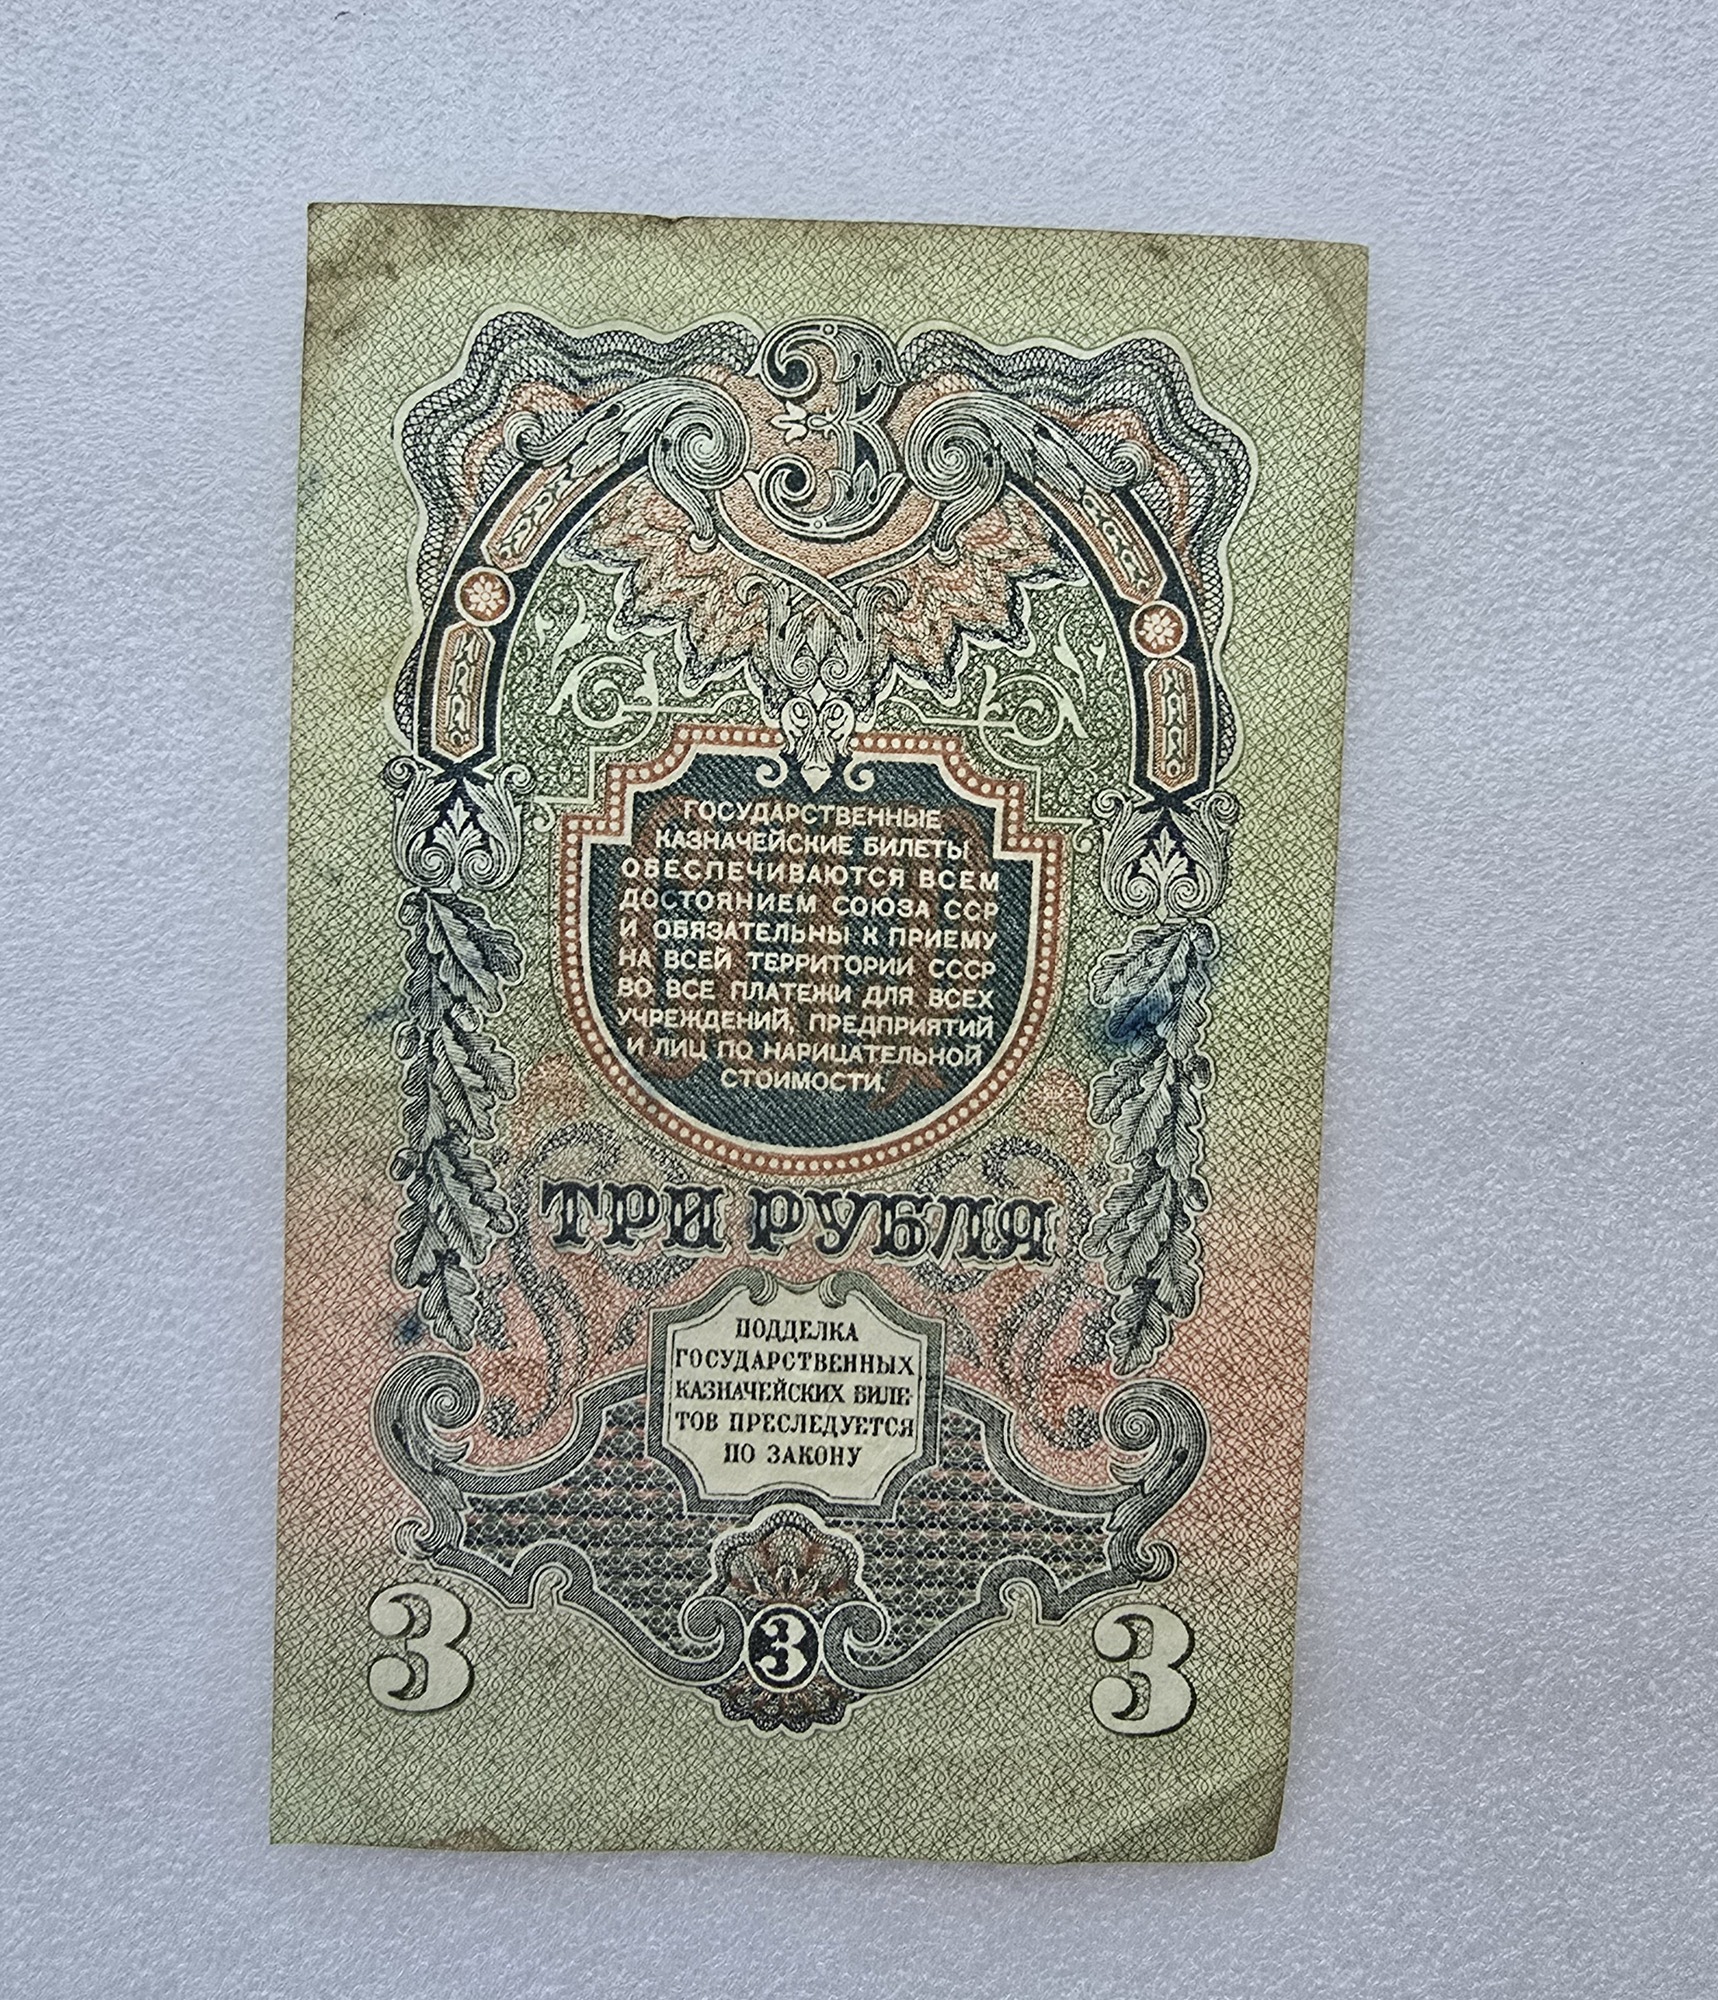 3
ГОСУДАРСТВЕННЫЕ
КАЗНАЧЕЙСКИЕ БИЛЕТЫ
ОБЕСПЕЧИВАЮТСЯ ВСЕМ
ДОСТОЯНИЕМ СОЮЗА ССР
И ОБЯЗАТЕЛЬНЫ К ПРИЕМУ
НА ВСЕЙ ТЕРРИТОРИИ СССР
ВО ВСЕ ПЛАТЕЖИ ДЛЯ ВСЕХ
УЧРЕЖДЕНИЙ, ПРЕДПРИЯТИЙ
И ЛИЦ ПО НАРИЦАТЕЛЬНОЙ
СТОИМОСТИ.
ТРИ РУБЛЯ
ПОДДЕЛКА
ГОСУДАРСТВЕННЫХ
КАЗНАЧЕЙСКИХ БИЛЕ-
ТОВ ПРЕСЛЕДУЕТСЯ
ПО ЗАКОНУ
3 3 3